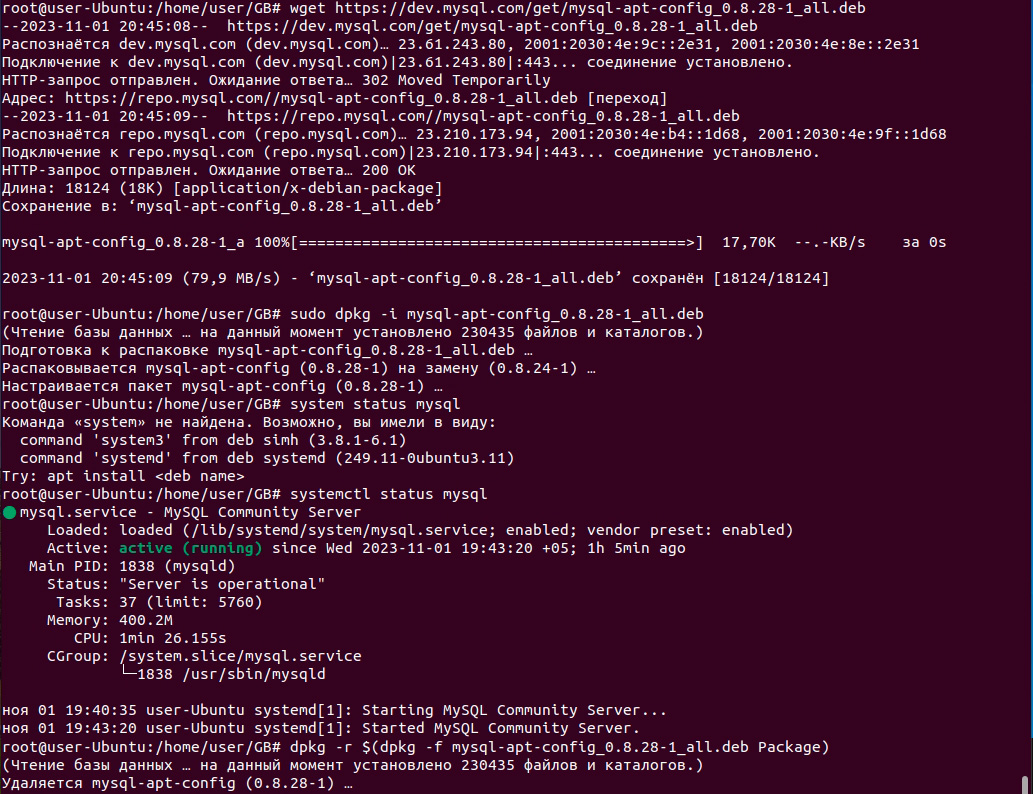 root@user-Ubuntu:/home/user/GB# wget https://dev.mysql.com/get/mysql-apt-config_0.8.28-1_all.deb
--2023-11-01 20:45:08--  https://dev.mysql.com/get/mysql-apt-config_0.8.28-1_all.deb
Распознаётся dev.mysql.com (dev.mysql.com)… 23.61.243.80, 2001:2030:4e:9c::2e31, 2001:2030:4e:8e::2e31
Подключение к dev.mysql.com (dev.mysql.com)|23.61.243.80|:443... соединение установлено.
HTTP-запрос отправлен. Ожидание ответа… 302 Moved Temporarily
Адрес: https://repo.mysql.com//mysql-apt-config_0.8.28-1_all.deb [переход]
--2023-11-01 20:45:09--  https://repo.mysql.com//mysql-apt-config_0.8.28-1_all.deb
Распознаётся repo.mysql.com (repo.mysql.com)… 23.210.173.94, 2001:2030:4e:b4::1d68, 2001:2030:4e:9f::1d68
Подключение к repo.mysql.com (repo.mysql.com)|23.210.173.94|:443... соединение установлено.
HTTP-запрос отправлен. Ожидание ответа… 200 OK
Длина: 18124 (18K) [application/x-debian-package]
Сохранение в: ‘mysql-apt-config_0.8.28-1_all.deb’
mysql-apt-config_0.8.28-1_a 100%[===========================================>]  17,70K  --.-KB/s    за 0s
2023-11-01 20:45:09 (79,9 MB/s) - ‘mysql-apt-config_0.8.28-1_all.deb’ сохранён [18124/18124]
root@user-Ubuntu:/home/user/GB# sudo dpkg -i mysql-apt-config_0.8.28-1_all.deb
(Чтение базы данных … на данный момент установлено 230435 файлов и каталогов.)
Подготовка к распаковке mysql-apt-config_0.8.28-1_all.deb …
Распаковывается mysql-apt-config (0.8.28-1) на замену (0.8.24-1) …
Настраивается пакет mysql-apt-config (0.8.28-1) …
root@user-Ubuntu:/home/user/GB# system status mysql
Команда «system» не найдена. Возможно, вы имели в виду:
  command 'system3' from deb simh (3.8.1-6.1)
  command 'systemd' from deb systemd (249.11-0ubuntu3.11)
Try: apt install <deb name>
root@user-Ubuntu:/home/user/GB# systemctl status mysql
● mysql.service - MySQL Community Server
     Loaded: loaded (/lib/systemd/system/mysql.service; enabled; vendor preset: enabled)
     Active: active (running) since Wed 2023-11-01 19:43:20 +05; 1h 5min ago
   Main PID: 1838 (mysqld)
     Status: "Server is operational"
      Tasks: 37 (limit: 5760)
     Memory: 400.2M
        CPU: 1min 26.155s
     CGroup: /system.slice/mysql.service
             └─1838 /usr/sbin/mysqld
ноя 01 19:40:35 user-Ubuntu systemd[1]: Starting MySQL Community Server...
ноя 01 19:43:20 user-Ubuntu systemd[1]: Started MySQL Community Server.
root@user-Ubuntu:/home/user/GB# dpkg -r $(dpkg -f mysql-apt-config_0.8.28-1_all.deb Package)
(Чтение базы данных … на данный момент установлено 230435 файлов и каталогов.)
Удаляется mysql-apt-config (0.8.28-1) …